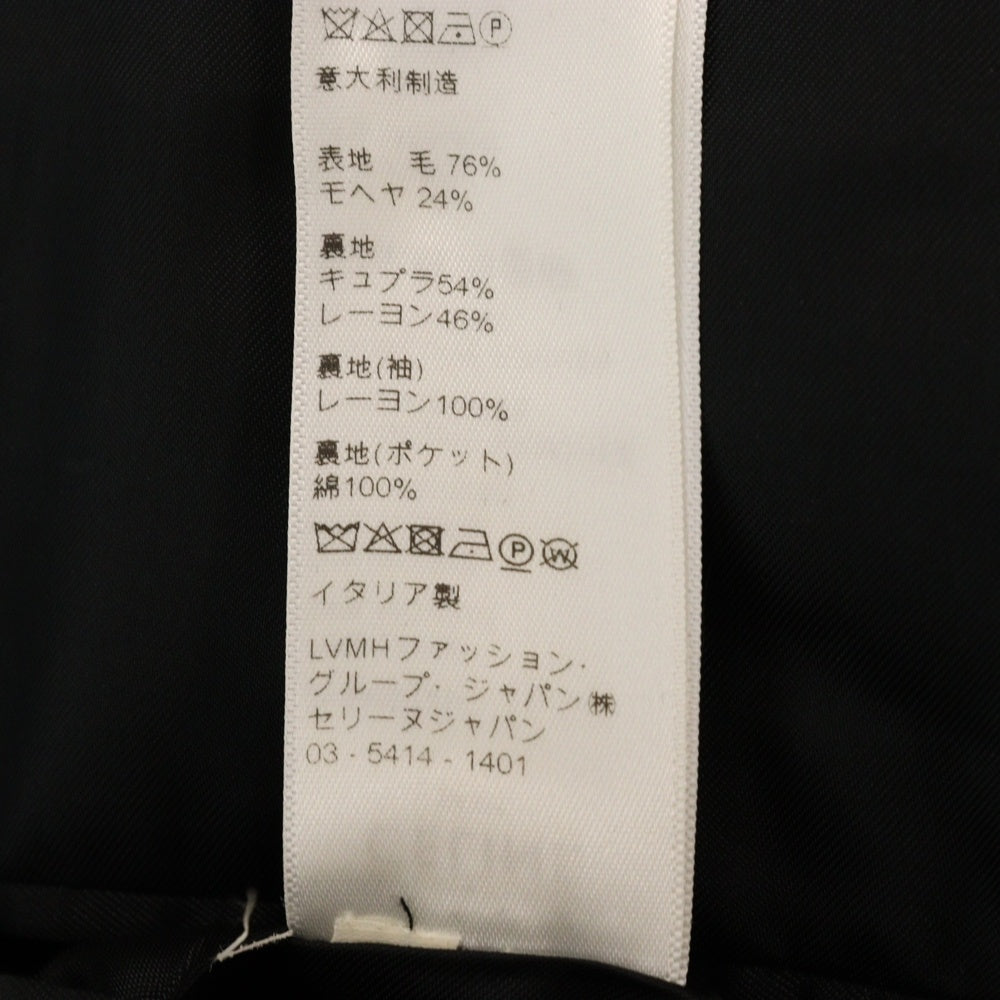 P
意大利制造
表地 毛 76%
モヘヤ 24%
裏地
キュプラ54%
レーヨン46%
裏地(袖)
レーヨン100%
裏地(ポケット)
綿100%
P W
イタリア製
LVMHファッション・
グループ・ジャパン㈱
セリーヌジャパン
03 - 5414 - 1401